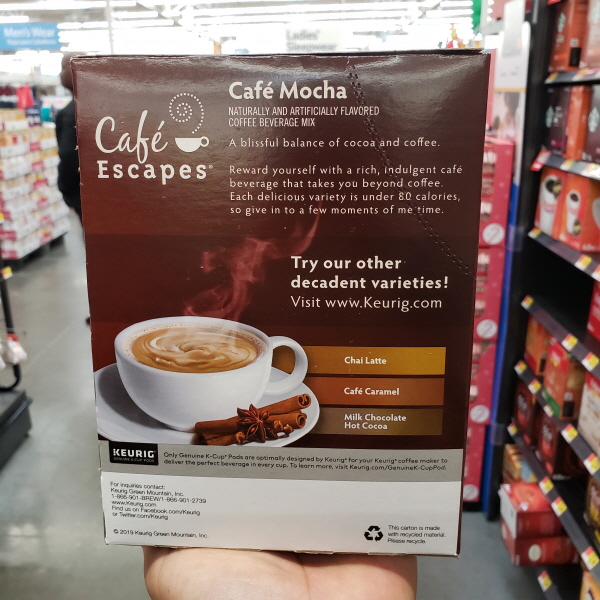 Men's Wear
Ladies'
Sleepwear
Café Mocha
NATURALLY AND ARTIFICIALLY FLAVORED
COFFEE BEVERAGE MIX
Café
Escapes®
A blissful balance of cocoa and coffee.
Reward yourself with a rich, indulgent café
beverage that takes you beyond coffee.
Each delicious variety is under 80 calories,
so give in to a few moments of me time.
Try our other
decadent varieties!
Visit www.Keurig.com
Chai Latte
Café Caramel
Milk Chocolate
Hot Cocoa
KEURIG
GENUINE K-CUP PODS
Only Genuine K-Cup® Pods are optimally designed by Keurig® for your Keurig® coffee maker to
deliver the perfect beverage in every cup. To learn more, visit Keurig.com/GenuineK-CupPod.
For inquiries contact:
Keurig Green Mountain, Inc.
1-866-901-BREW/1-866-901-2739
www.Keurig.com
Find us on Facebook.com/Keurig
or Twitter.com/Keurig
© 2019 Keurig Green Mountain, Inc.
This carton is made
with recycled material.
Please recycle.